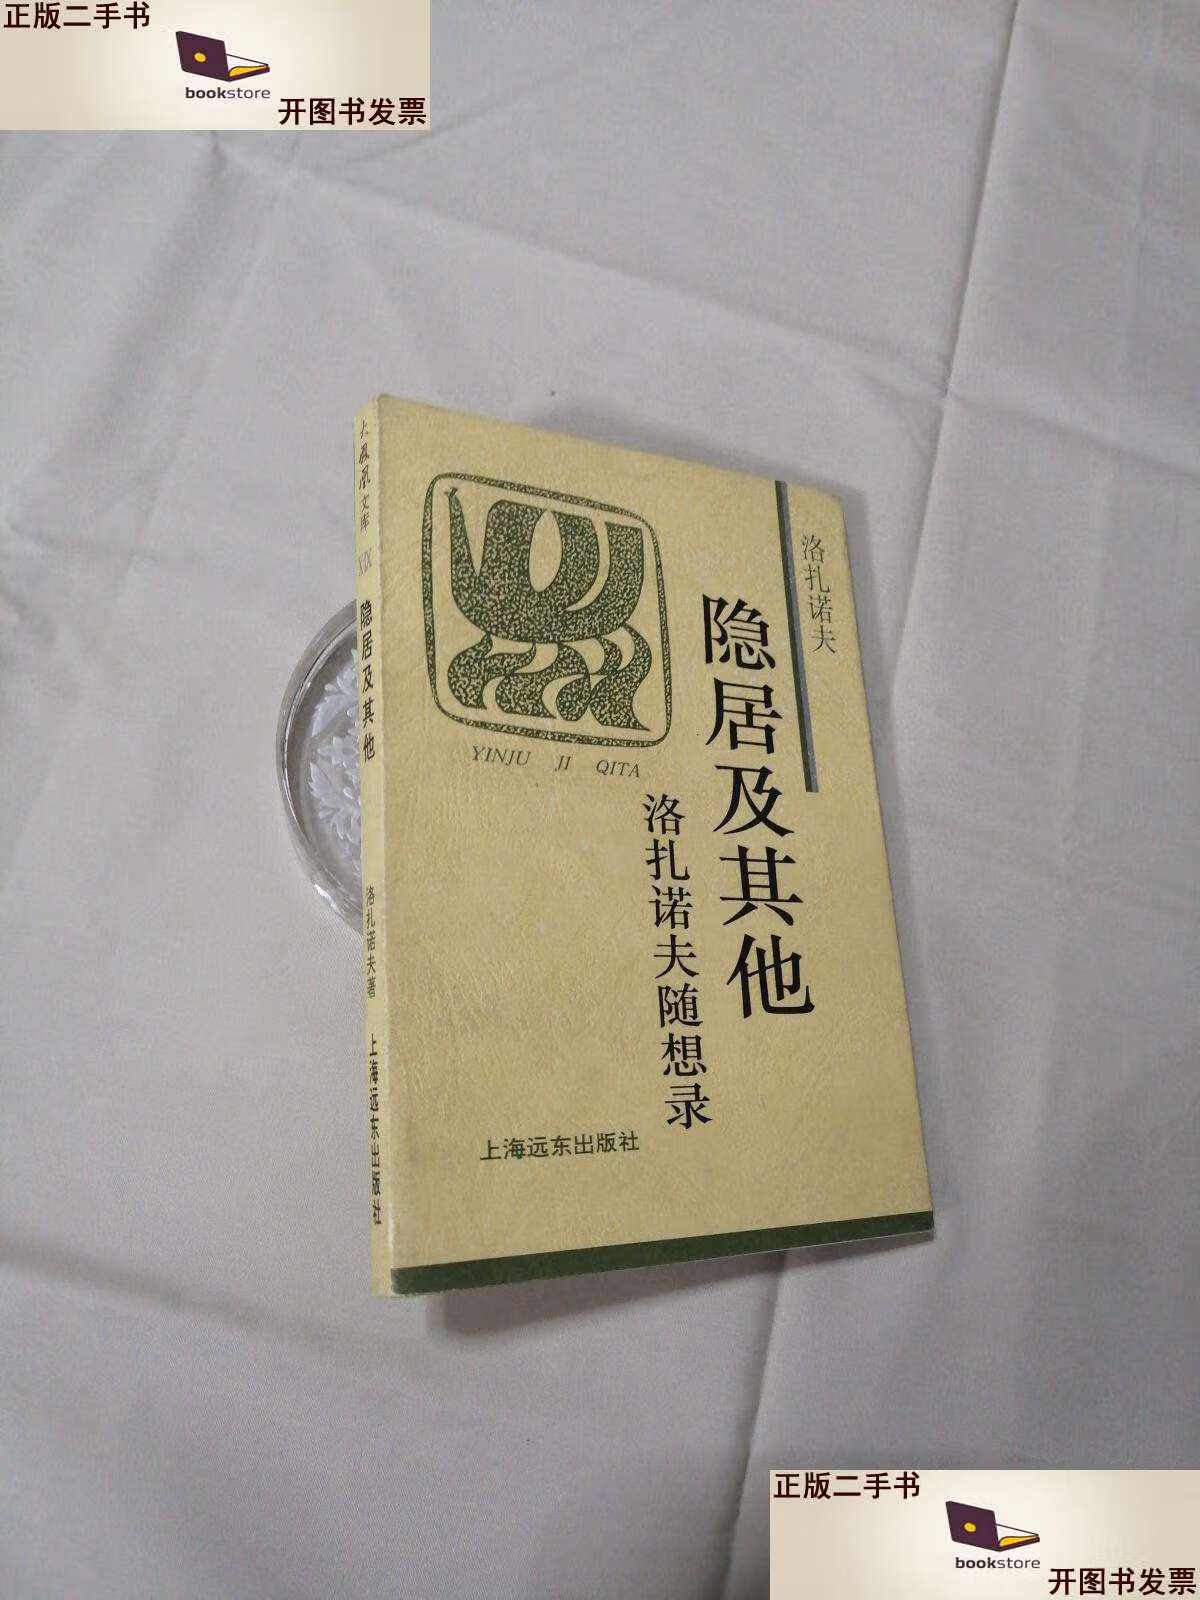 正版二手书
bookstore
开图书发票
大凤凰文库
XIX
隐居及其他
洛扎诺夫著
上海远东出版社
洛扎诺夫
隐居及其他
洛扎诺夫随想录
YINJU JI QITA
上海远东出版社
正版二手书
bookstore
开图书发票